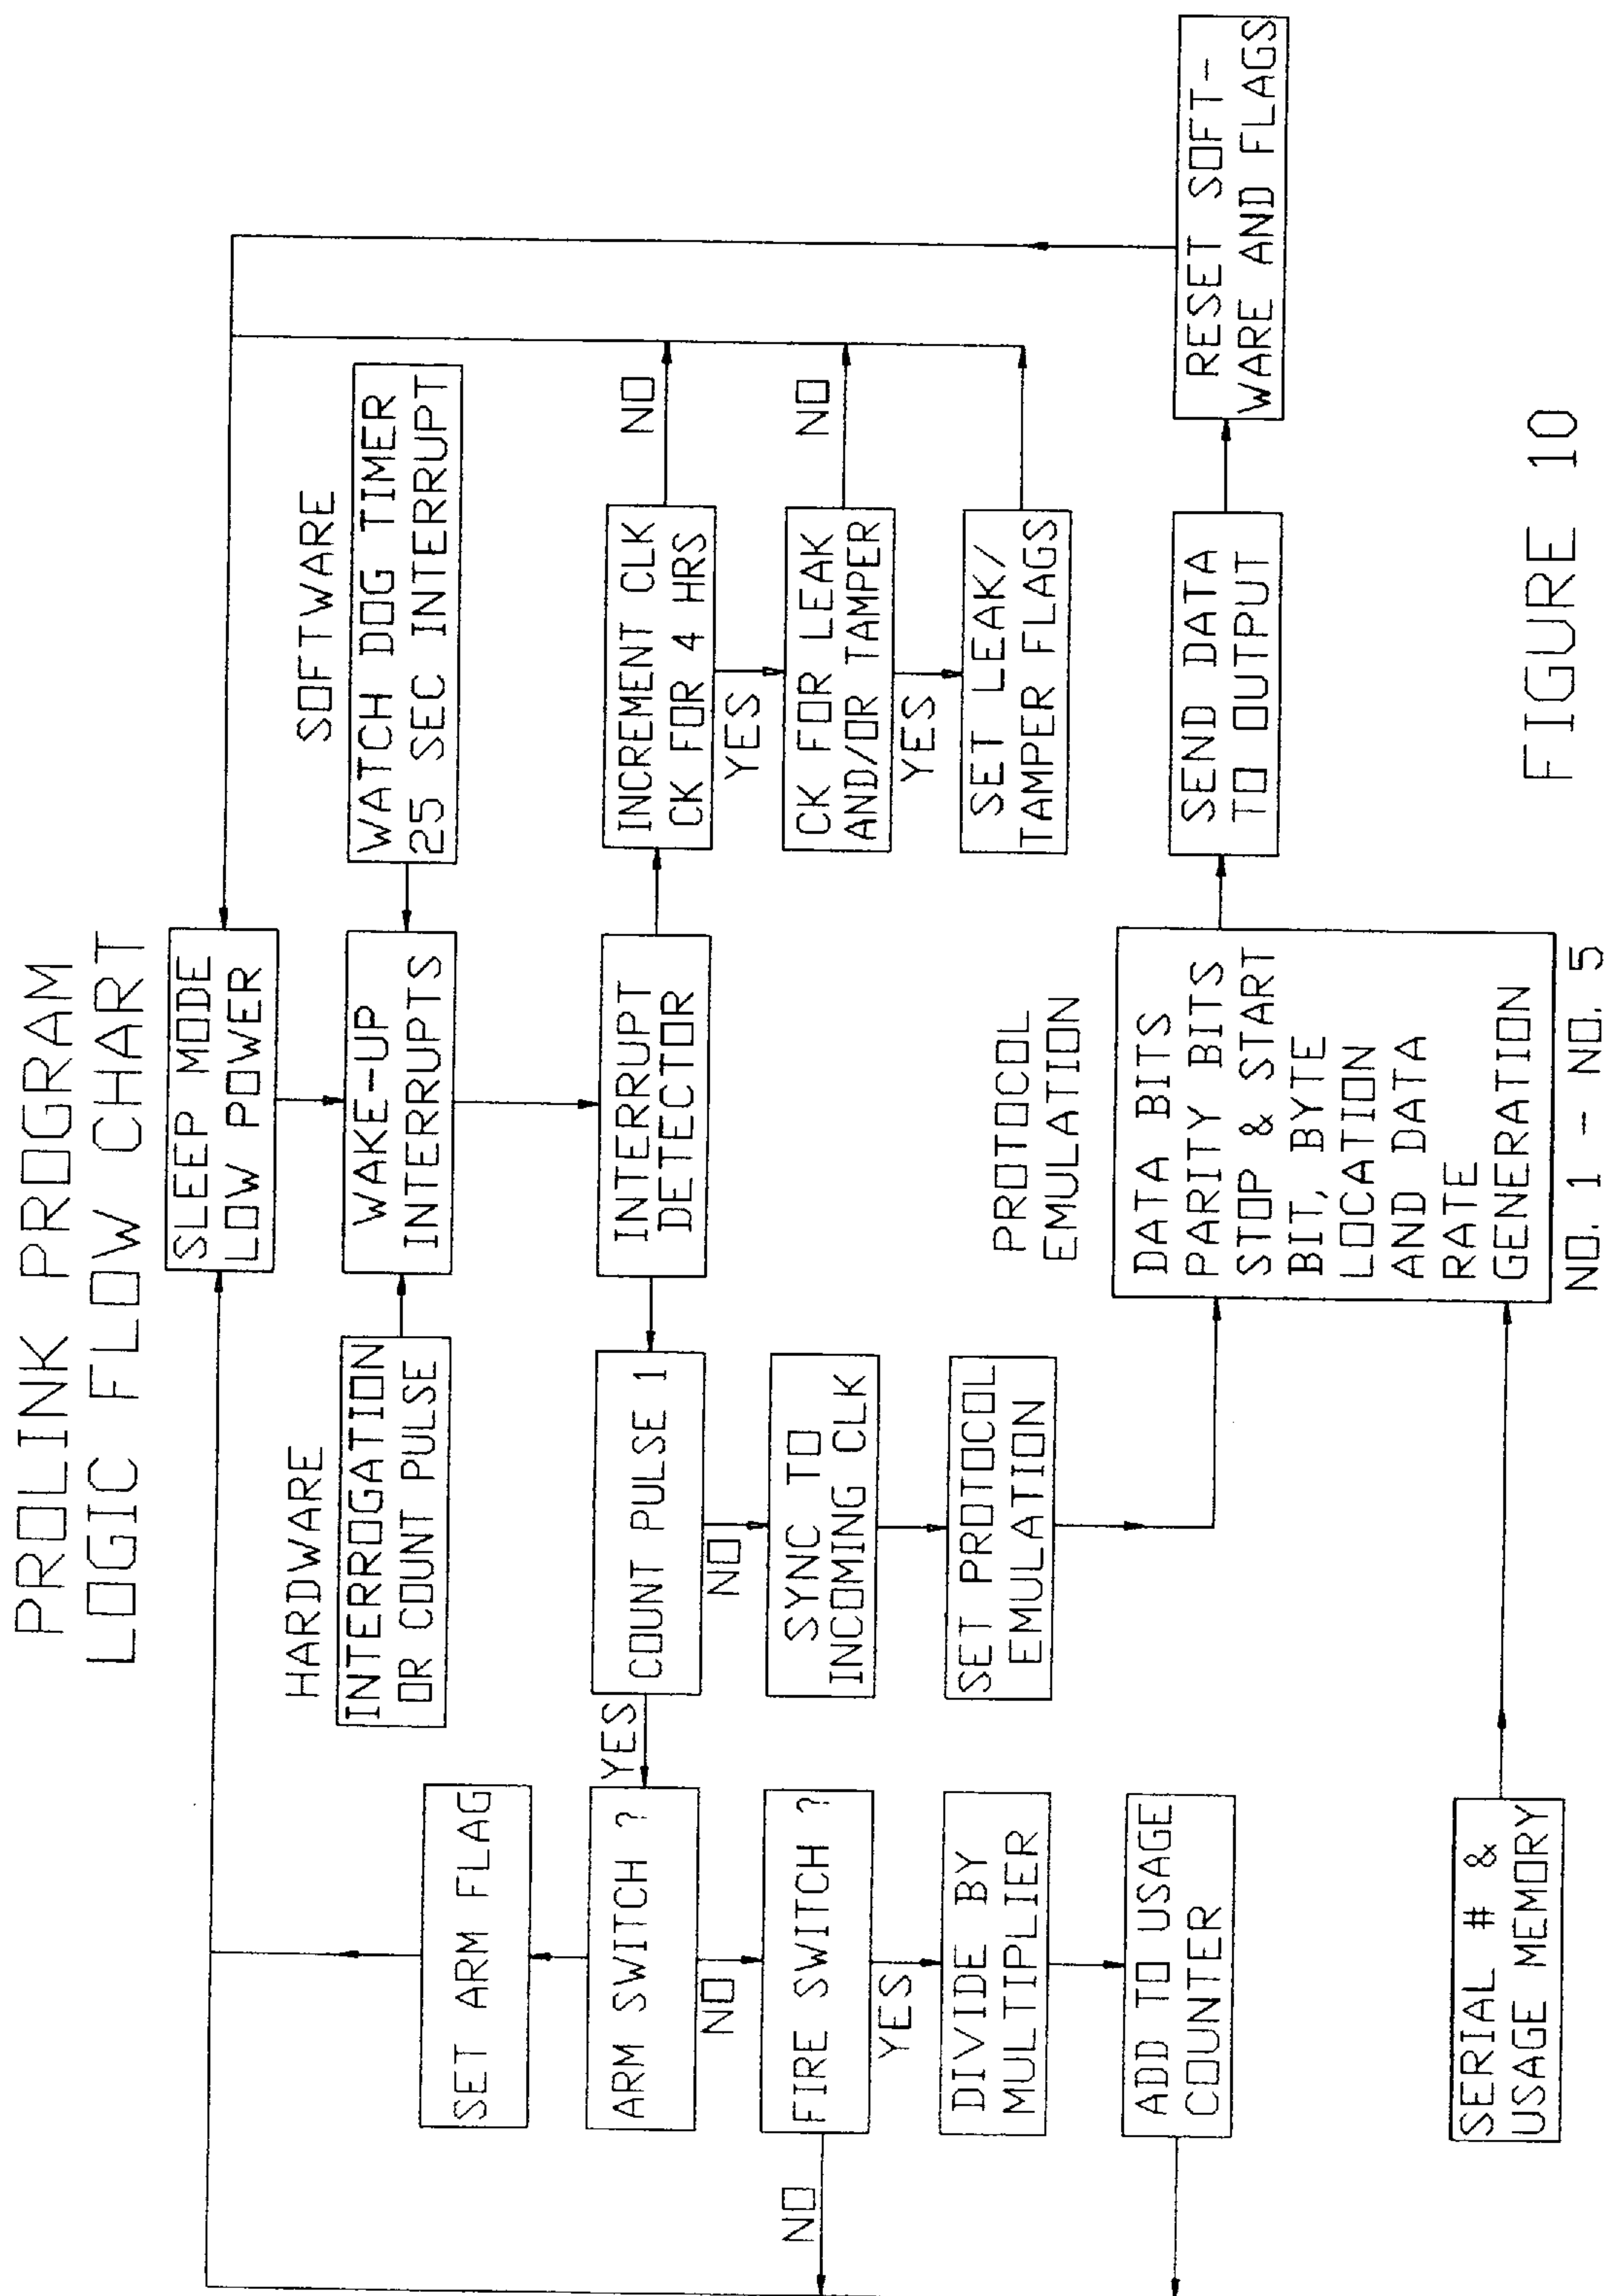 PROLINK PROGRAM
LOGIC FLOW CHART
SLEEP MODE
LOW POWER
HARDWARE
INTERROGATION
OR COUNT PULSE
WAKE-UP
INTERRUPTS
SOFTWARE
WATCH DOG TIMER
25 SEC INTERRUPT
SET ARM FLAG
ARM SWITCH ?
YES
COUNT PULSE 1
INTERRUPT
DETECTOR
INCREMENT CLK
CK FOR 4 HRS
NO
NO
NO
YES
FIRE SWITCH ?
NO
SYNC TO
INCOMING CLK
CK FOR LEAK
AND/OR TAMPER
NO
YES
YES
DIVIDE BY
MULTIPLIER
SET PROTOCOL
EMULATION
SET LEAK/
TAMPER FLAGS
ADD TO USAGE
COUNTER
PROTOCOL
EMULATION
DATA BITS
PARITY BITS
STOP & START
BIT, BYTE
LOCATION
AND DATA
RATE
GENERATION
NO. 1 - NO. 5
SEND DATA
TO OUTPUT
RESET SOFT-
WARE AND FLAGS
SERIAL # &
USAGE MEMORY
FIGURE 10